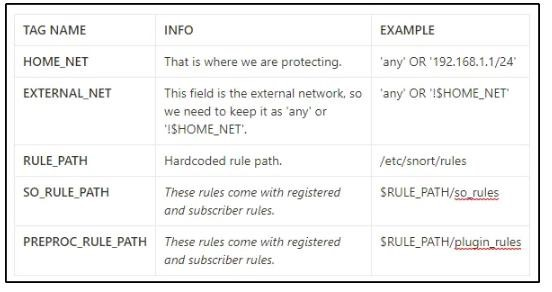 TAG NAME INFO EXAMPLE
HOME_NET That is where we are protecting. 'any' OR '192.168.1.1/24'
EXTERNAL_NET This field is the external network, so 'any' OR '!$HOME_NET'
we need to keep it as 'any' or
'!$HOME_NET'.
RULE_PATH Hardcoded rule path. /etc/snort/rules
SO_RULE_PATH These rules come with registered $RULE_PATH/so_rules
and subscriber rules.
PREPROC_RULE_PATH These rules come with registered $RULE_PATH/plugin_rules
and subscriber rules.